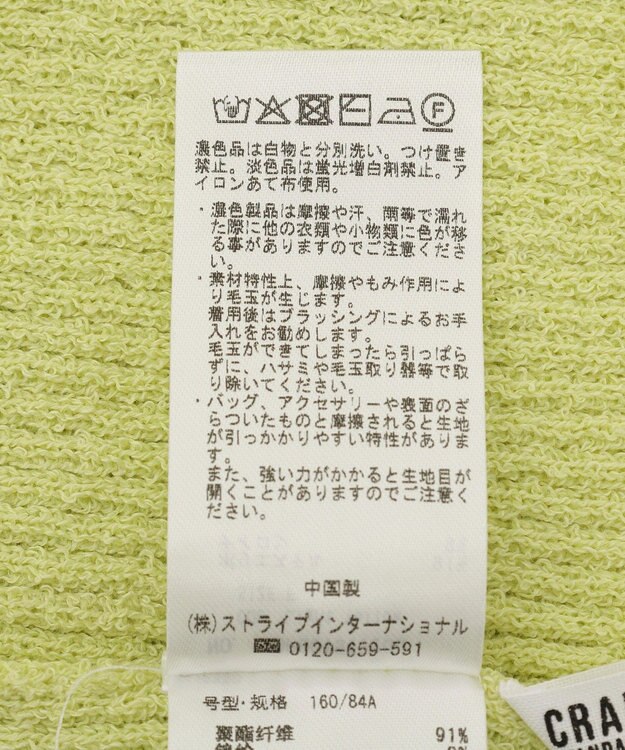 濃色品は白物と分別洗い。つけ置き
禁止。淡色品は蛍光増白剤禁止。ア
イロンあて布使用。
・濃色製品は摩擦や汗、雨等で濡れ
た際に他の衣類や小物類に色が移
る事がありますのでご注意くださ
い。
・素材特性上、摩擦やもみ作用によ
り毛玉が生じます。
着用後はブラッシングによるお手
入れをお勧めします。
毛玉ができてしまったら引っぱら
ずに、ハサミや毛玉取り器等で取
り除いてください。
・バッグ、アクセサリーや表面のざ
らついたものと摩擦されると生地
が引っかかりやすい特性がありま
す。
また、強い力がかかると生地目が
開くことがありますのでご注意く
ださい。
中国製
(株)ストライプインターナショナル
0120-659-591
号型·规格 160/84A
聚酯纤维 91%
CRA